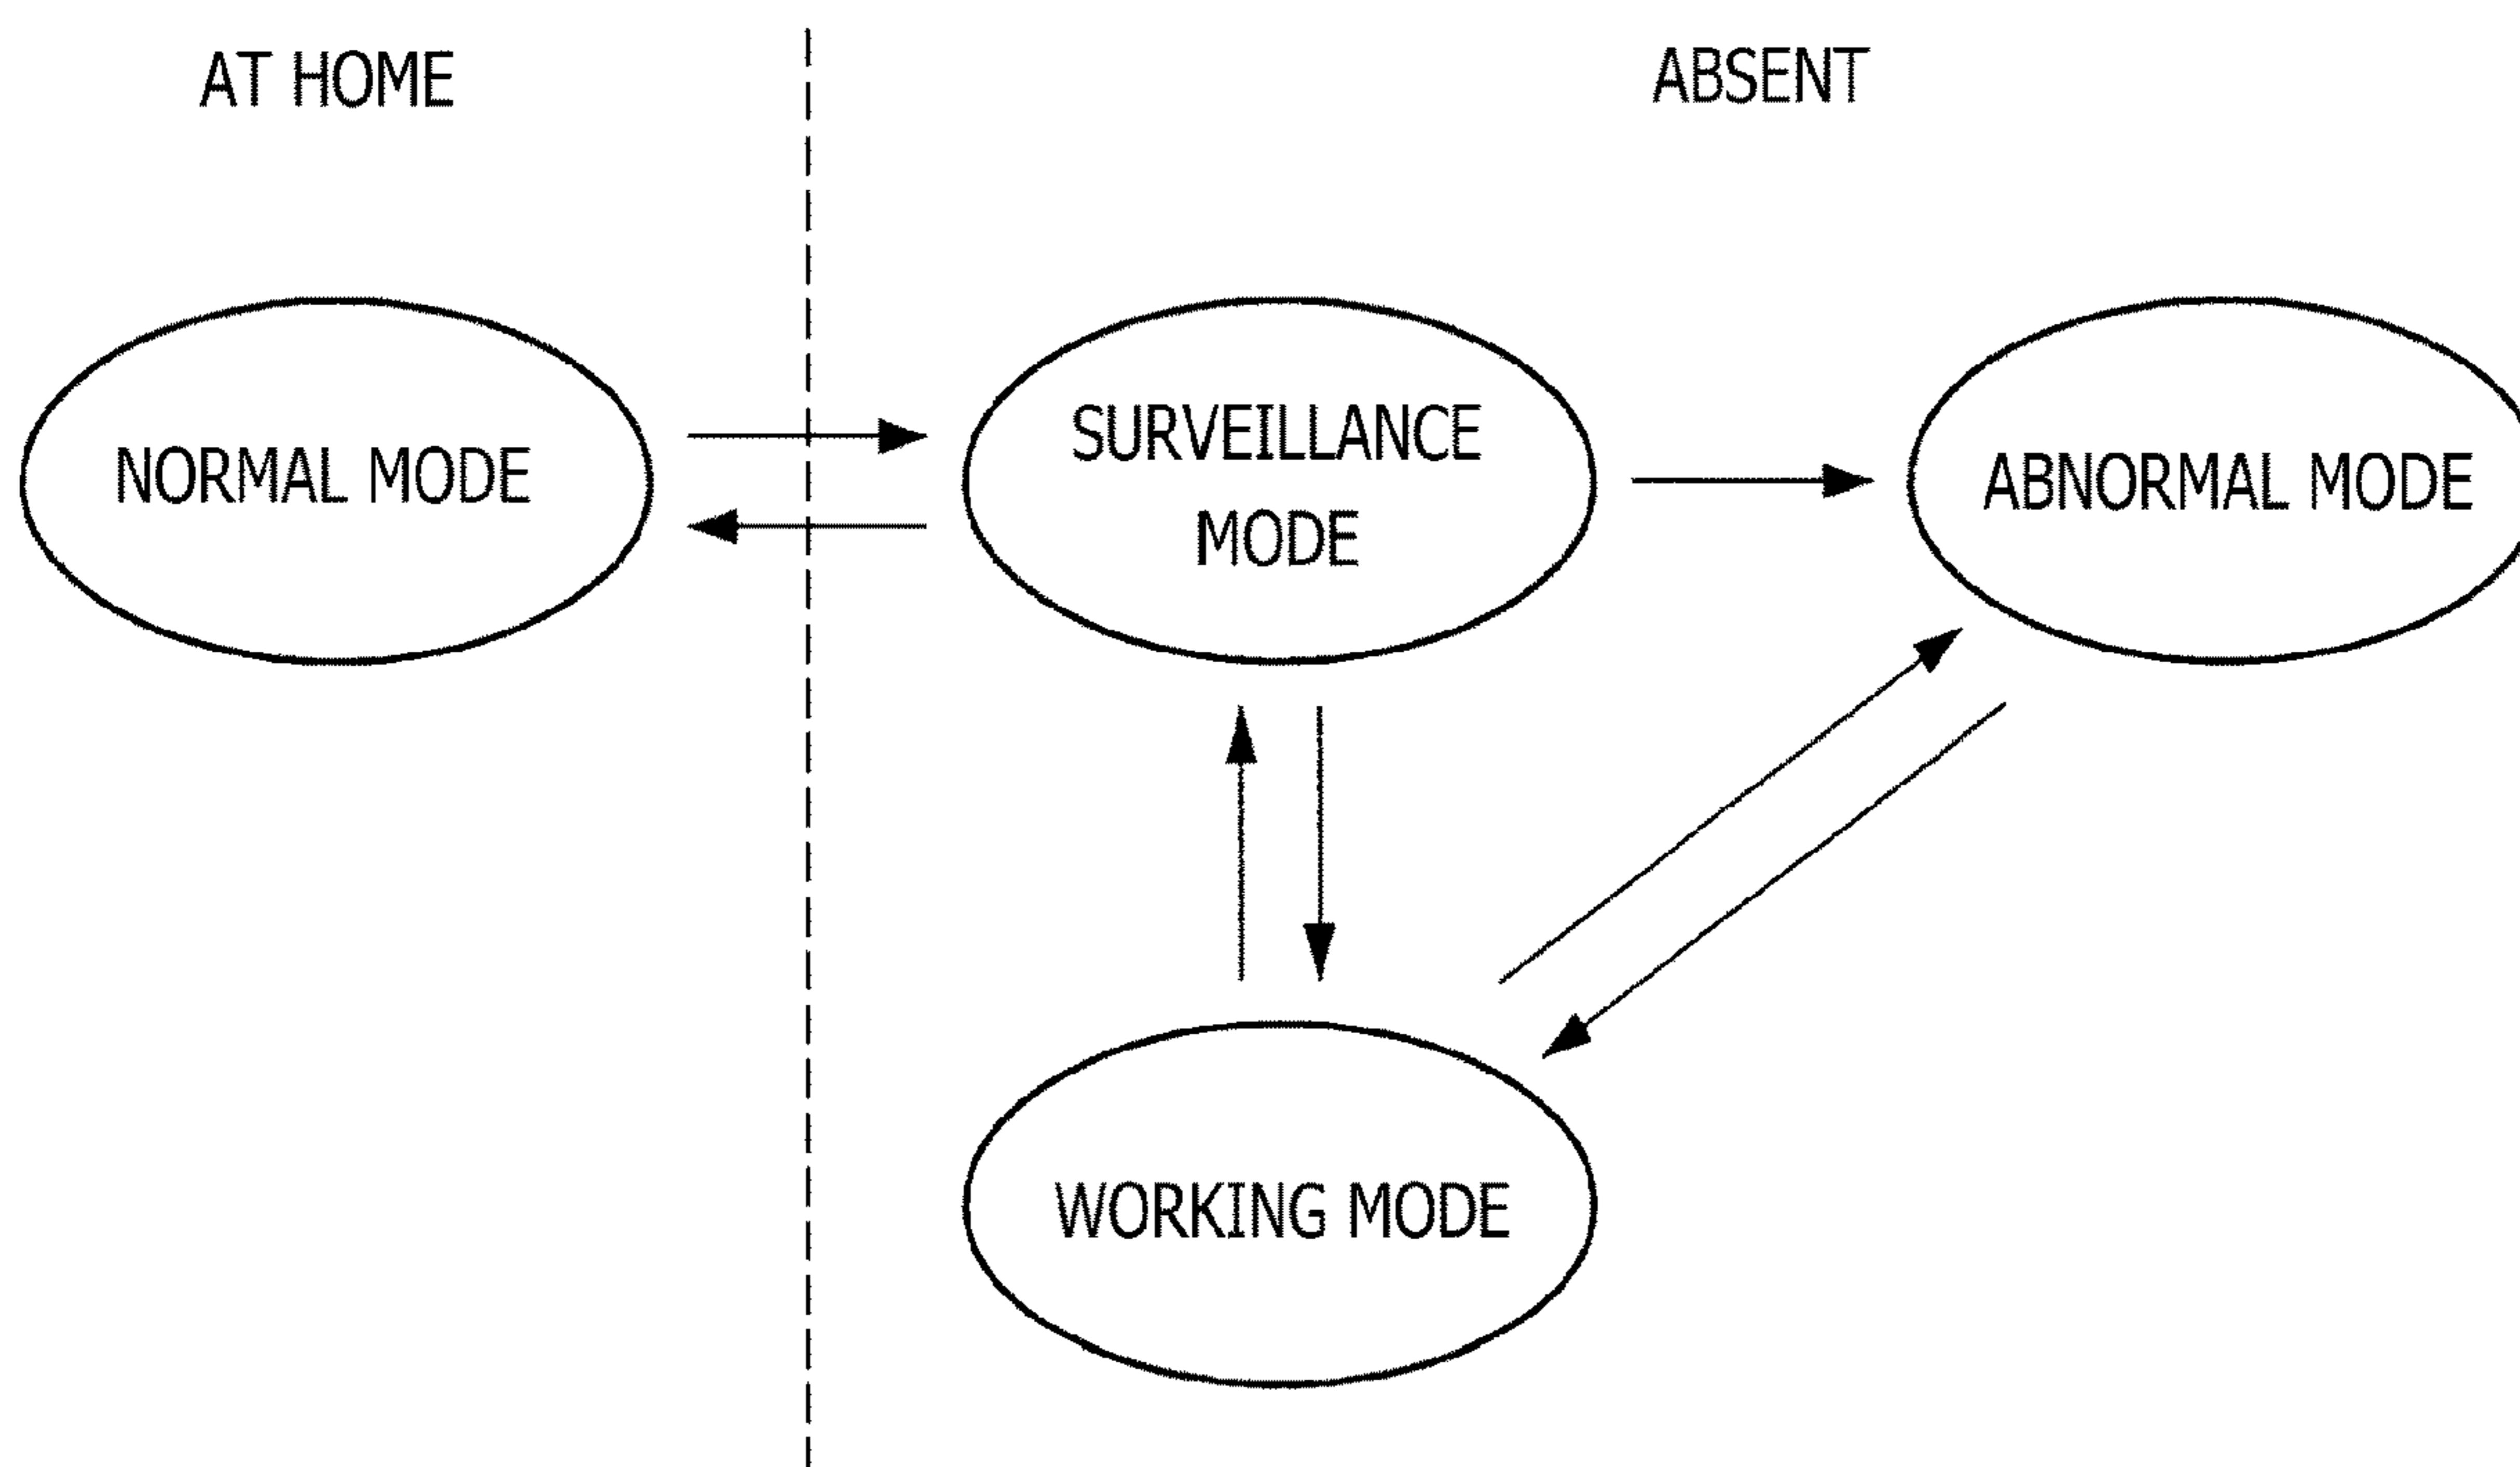 AT HOME
ABSENT
NORMAL MODE
SURVEILLANCE
MODE
ABNORMAL MODE
WORKING MODE